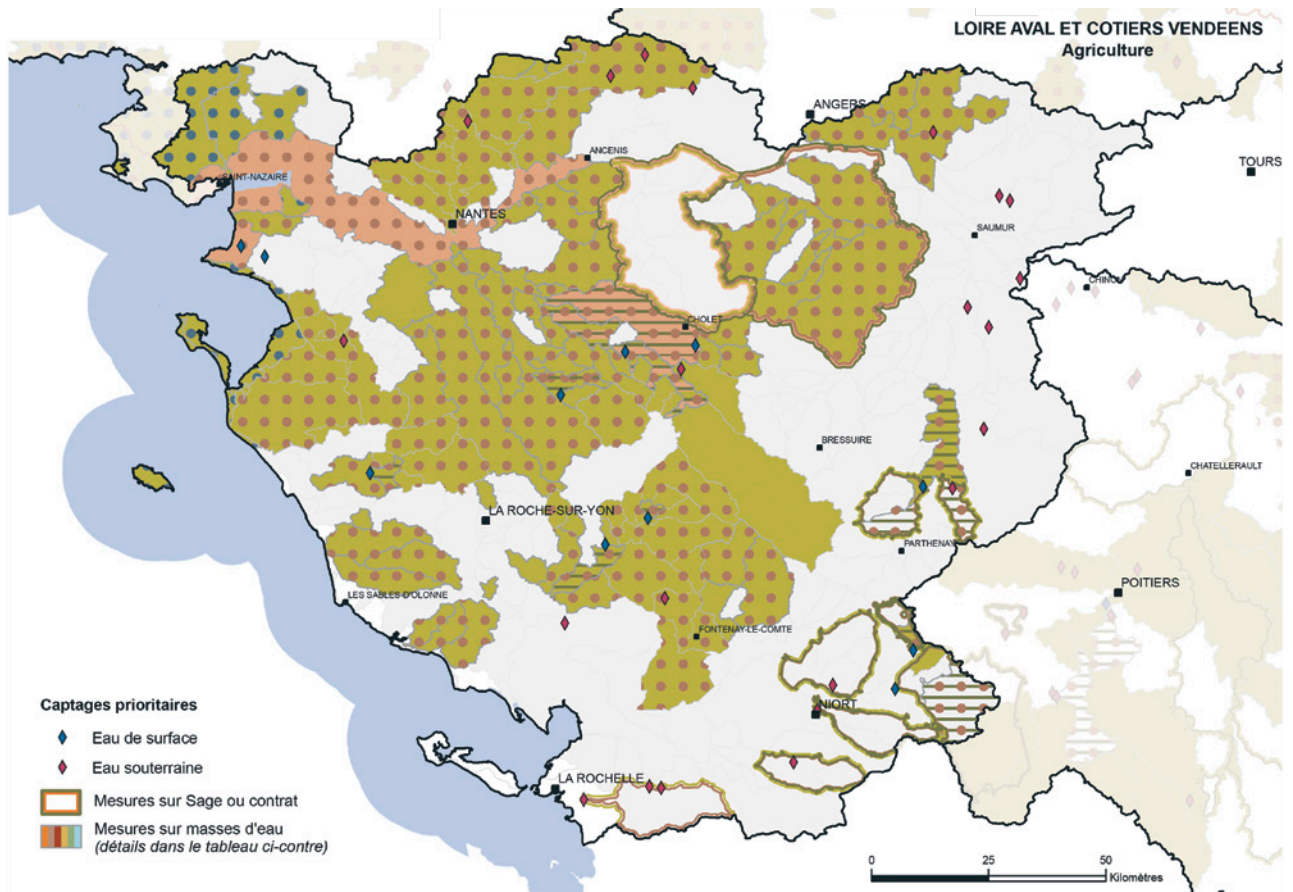 LOIRE AVAL ET COTIERS VENDEENS
Agriculture
ANGERS
ANCENIS
TOURS
SAINT-NAZAIRE
NANTES
SAUMUR
CHINON
CHOLET
BRESSUIRE
CHATELLERAULT
LA ROCHE-SUR-YON
PARTHENAY
POITIERS
LES SABLES-D'OLONNE
FONTENAY-LE-COMTE
NIORT
LA ROCHELLE
Captages prioritaires
Eau de surface
Eau souterraine
Mesures sur Sage ou contrat
Mesures sur masses d'eau
(détails dans le tableau ci-contre)
0 25 50
Kilomètres